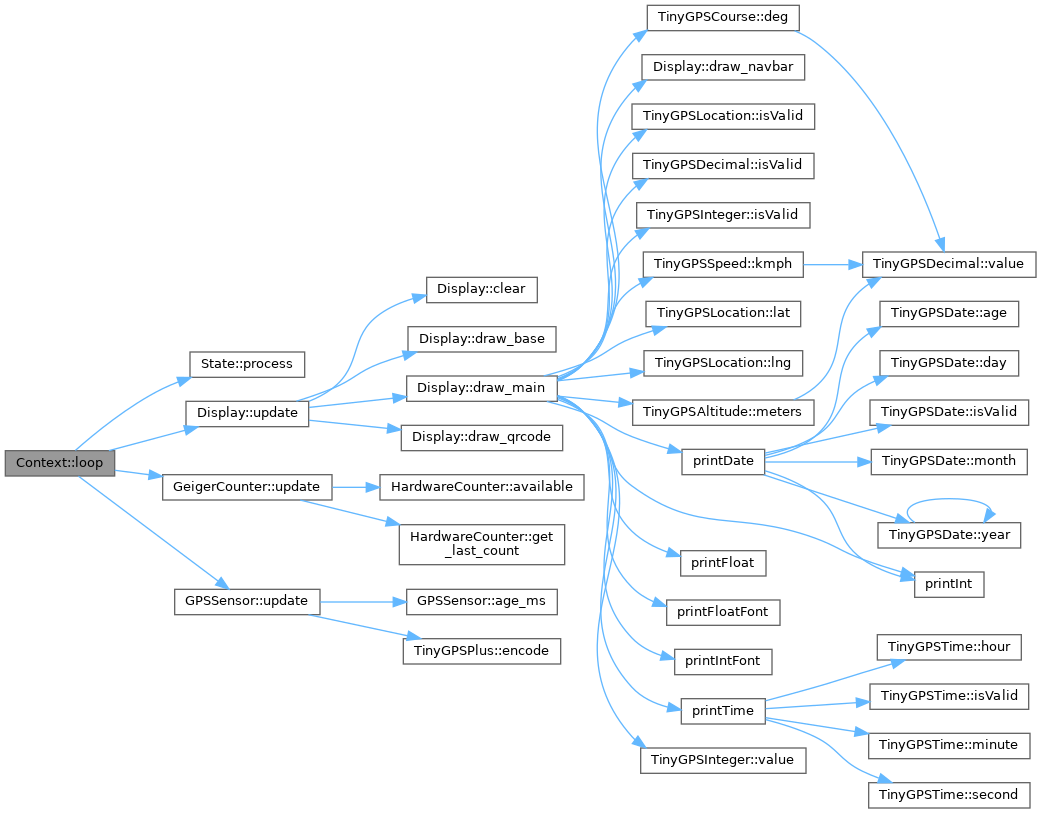 Context::loop
State::process
Display::update
GeigerCounter::update
GPSSensor::update
Display::clear
Display::draw_base
Display::draw_main
Display::draw_qrcode
HardwareCounter::available
HardwareCounter::get
_last_count
GPSSensor::age_ms
TinyGPSPlus::encode
TinyGPSCourse::deg
Display::draw_navbar
TinyGPSLocation::isValid
TinyGPSDecimal::isValid
TinyGPSInteger::isValid
TinyGPSSpeed::kmph
TinyGPSLocation::lat
TinyGPSLocation::lng
TinyGPSAltitude::meters
printDate
printFloat
printFloatFont
printIntFont
printTime
TinyGPSInteger::value
TinyGPSDecimal::value
TinyGPSDate::age
TinyGPSDate::day
TinyGPSDate::isValid
TinyGPSDate::month
TinyGPSDate::year
printInt
TinyGPSTime::hour
TinyGPSTime::isValid
TinyGPSTime::minute
TinyGPSTime::second